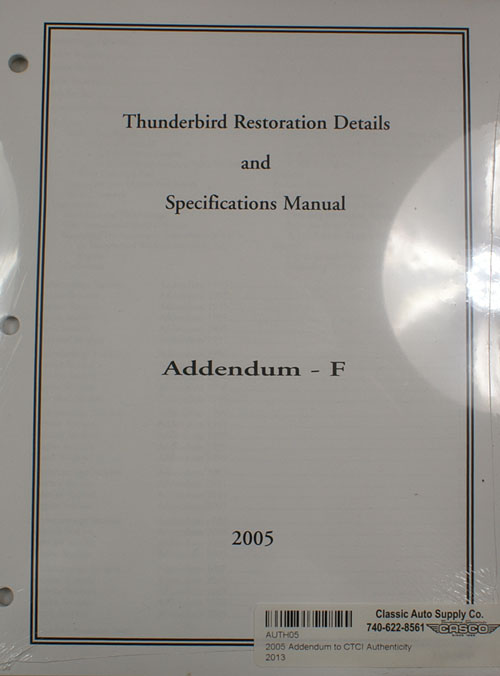 Thunderbird Restoration Details
and
Specifications Manual
Addendum - F
2005
Classic Auto Supply Co.
740-622-8561
CASCO
AUTH05
2005 Addendum to CTCI Authenticity
2013